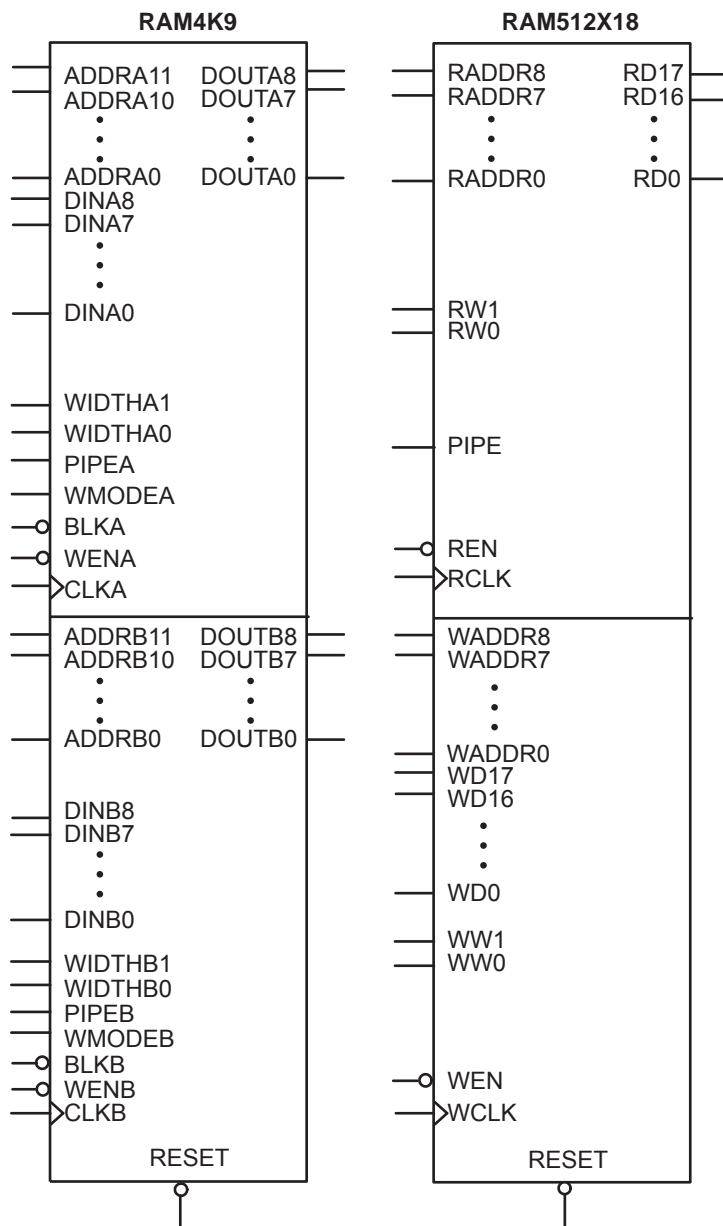 RAM4K9
ADDRA11 DOUTA8
ADDRA10 DOUTA7
ADDRA0 DOUTA0
DINA8
DINA7
DINA0
WIDTHA1
WIDTHA0
PIPEA
WMODEA
BLKA
WENA
CLKA
ADDRB11 DOUTB8
ADDRB10 DOUTB7
ADDRB0 DOUTB0
DINB8
DINB7
DINB0
WIDTHB1
WIDTHB0
PIPEB
WMODEB
BLKB
WENB
CLKB
RESET
RAM512X18
RADDR8 RD17
RADDR7 RD16
RADDR0 RD0
RW1
RW0
PIPE
REN
RCLK
WADDR8
WADDR7
WADDR0
WD17
WD16
WD0
WW1
WW0
WEN
WCLK
RESET